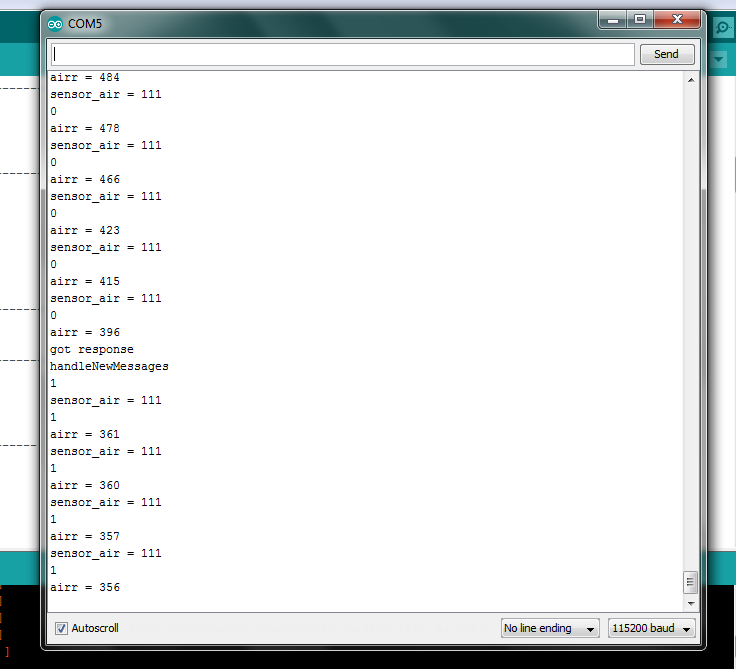 COM5
Send
airr = 484
sensor_air = 111
0
airr = 478
sensor_air = 111
0
airr = 466
sensor_air = 111
0
airr = 423
sensor_air = 111
0
airr = 415
sensor_air = 111
0
airr = 396
got response
handleNewMessages
1
sensor_air = 111
1
airr = 361
sensor_air = 111
1
airr = 360
sensor_air = 111
1
airr = 357
sensor_air = 111
1
airr = 356
Autoscroll
No line ending
115200 baud
]